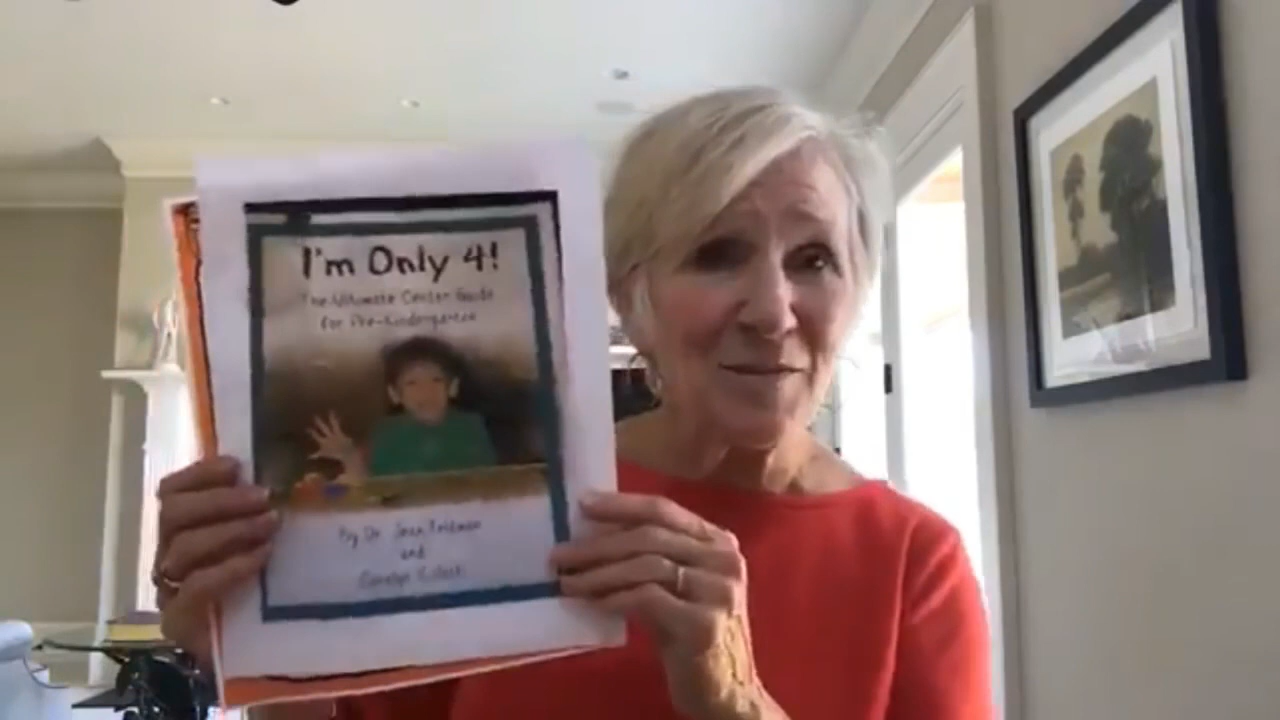 I'm Only 4!
The Ultimate Center Guide
for Pre-Kindergarten
By Dr. Jean Feldman
and
Carolyn